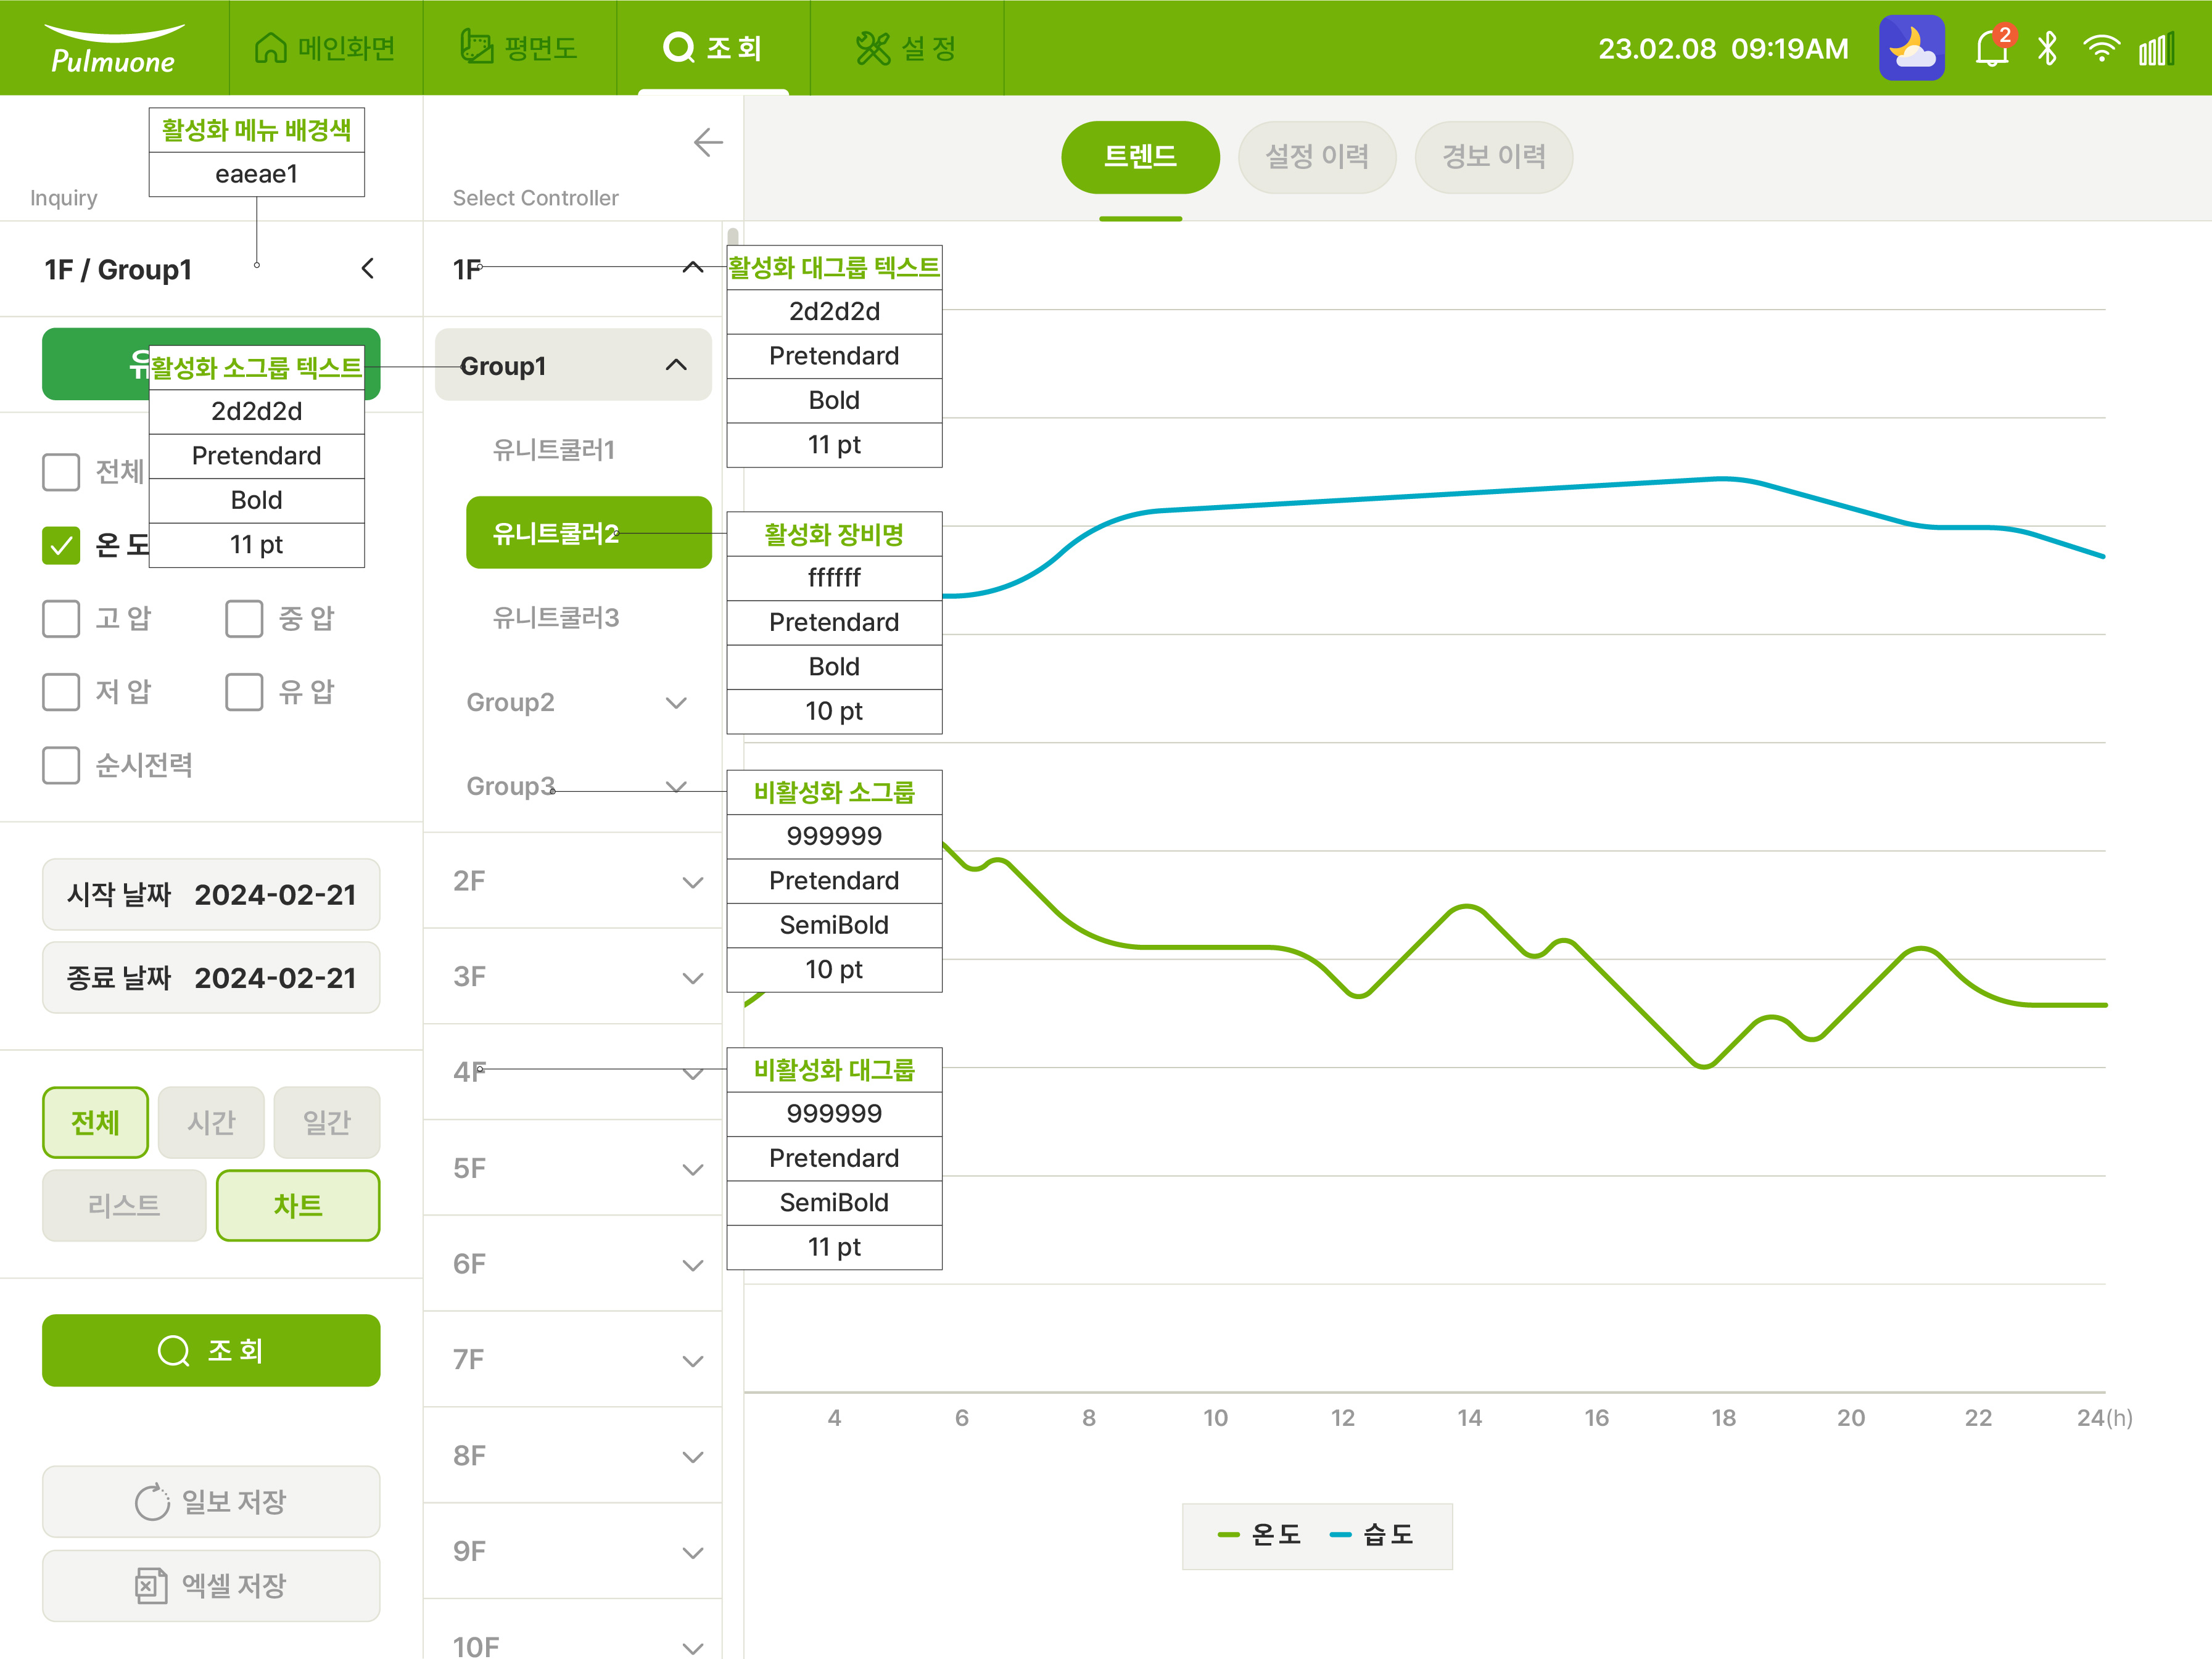 Pulmuone
메인화면
평면도
조 회
설 정
23.02.08 09:19AM
2
활성화 메뉴 배경색
eaeae1
Inquiry
1F / Group1
유
활성화 소그룹 텍스트
2d2d2d
Pretendard
Bold
11 pt
전체
온 도
고 압
중 압
저 압
유 압
순시전력
시작 날짜 2024-02-21
종료 날짜 2024-02-21
전체
시간
일간
리스트
차트
조 회
일보 저장
엑셀 저장
Select Controller
1F
Group1
유니트쿨러1
유니트쿨러2
유니트쿨러3
Group2
Group3
2F
3F
4F
5F
6F
7F
8F
9F
10F
트렌드
설정 이력
경보 이력
활성화 대그룹 텍스트
2d2d2d
Pretendard
Bold
11 pt
활성화 장비명
ffffff
Pretendard
Bold
10 pt
비활성화 소그룹
999999
Pretendard
SemiBold
10 pt
비활성화 대그룹
999999
Pretendard
SemiBold
11 pt
4 6 8 10 12 14 16 18 20 22 24(h)
온 도
습 도